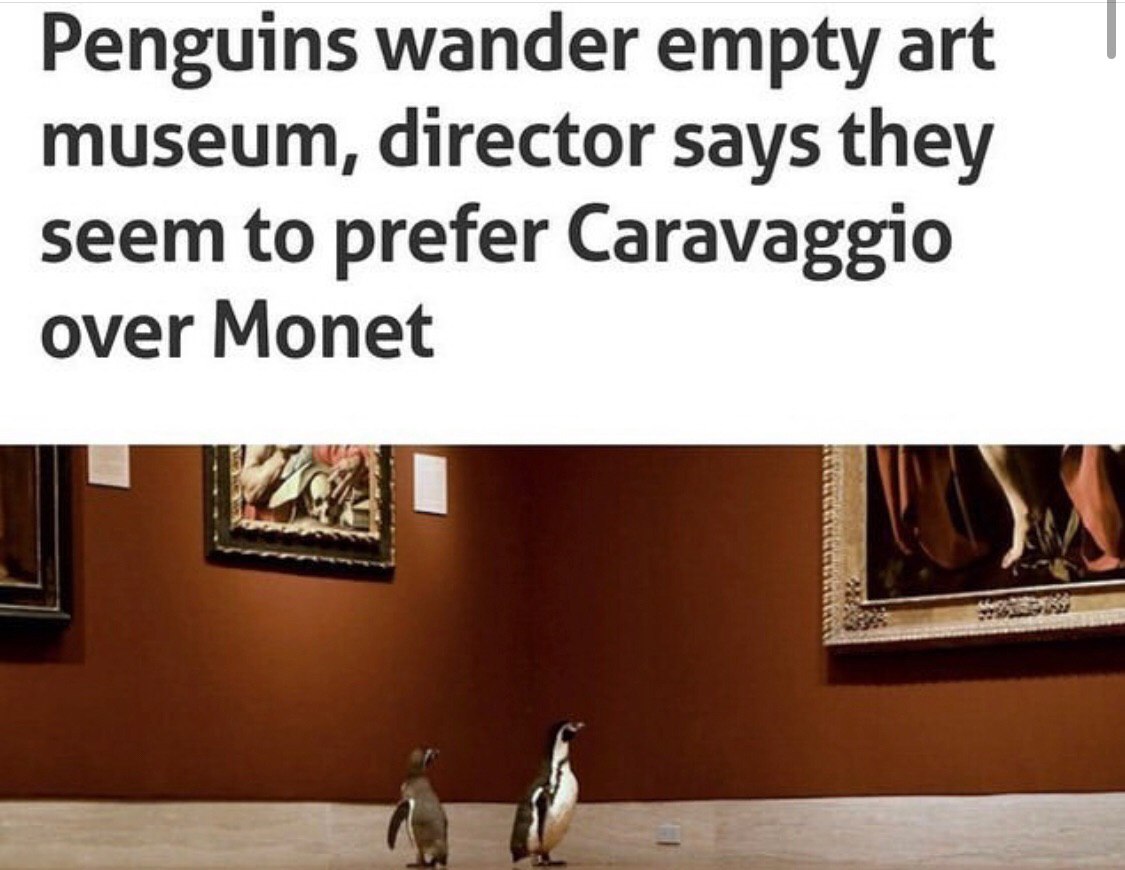 Penguins wander empty art
museum, director says they
seem to prefer Caravaggio
over Monet